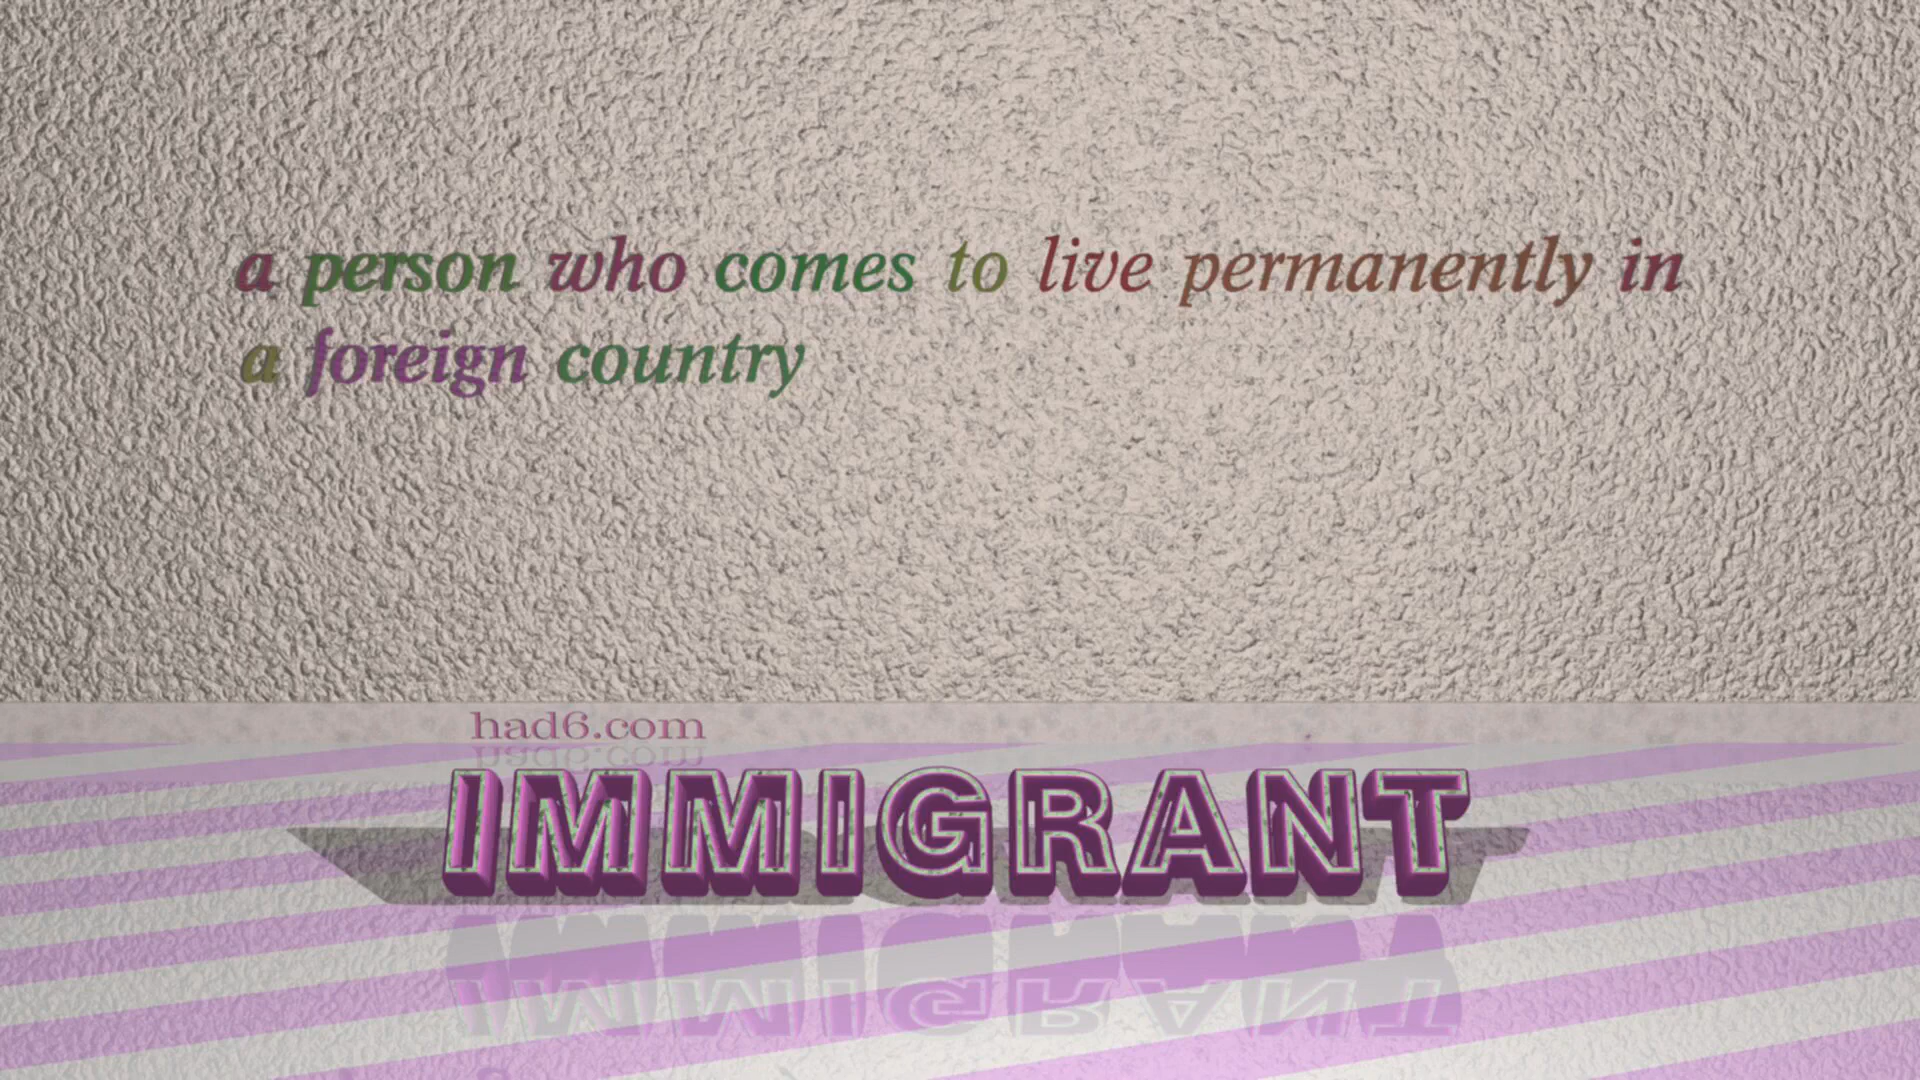 a person who comes to live permanently in
a foreign country
had6.com
IMMIGRANT